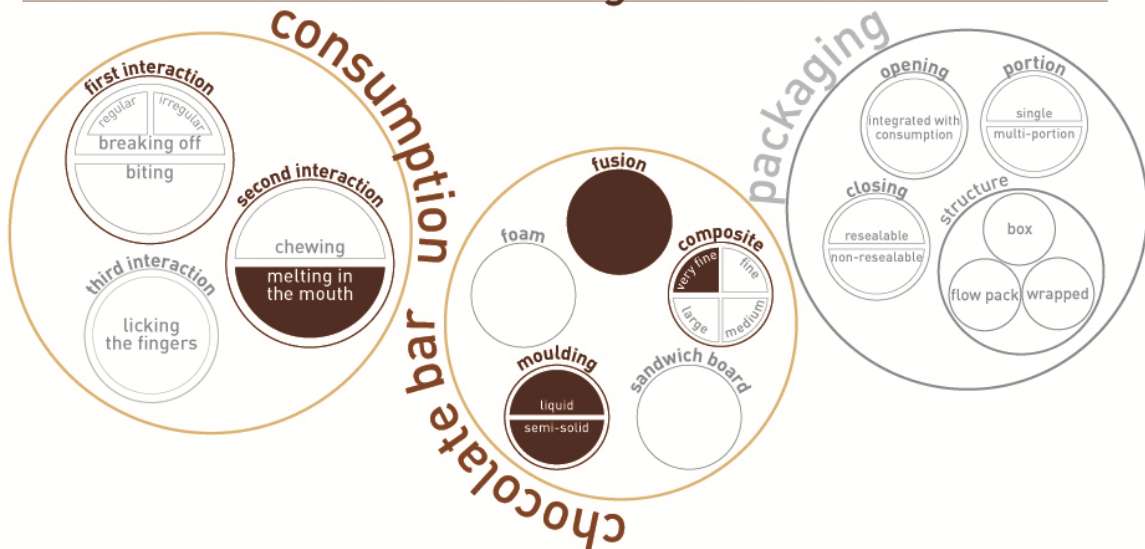 consumption
first interaction
regular
irregular
breaking off
biting
second interaction
chewing
melting in
the mouth
third interaction
licking
the fingers
chocolate bar
fusion
foam
composite
very fine
fine
large
medium
moulding
liquid
semi-solid
sandwich board
packaging
opening
integrated with
consumption
portion
single
multi-portion
closing
resealable
non-resealable
structure
box
flow pack
wrapped